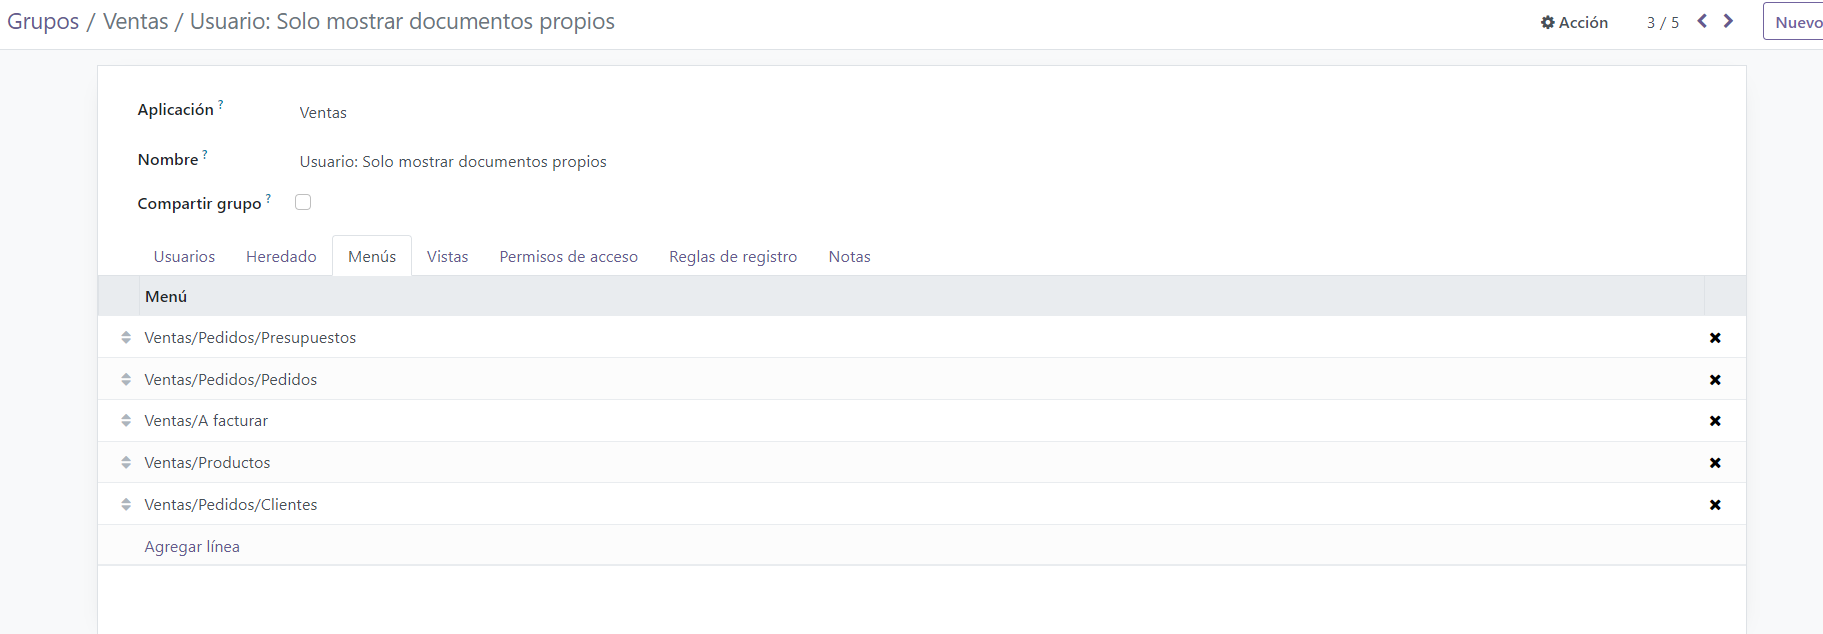 Grupos / Ventas / Usuario: Solo mostrar documentos propios
Acción 3 / 5 Nuevo
Aplicación ? Ventas
Nombre ? Usuario: Solo mostrar documentos propios
Compartir grupo ?
Usuarios Heredado Menús Vistas Permisos de acceso Reglas de registro Notas
Menú
Ventas/Pedidos/Presupuestos
Ventas/Pedidos/Pedidos
Ventas/A facturar
Ventas/Productos
Ventas/Pedidos/Clientes
Agregar línea